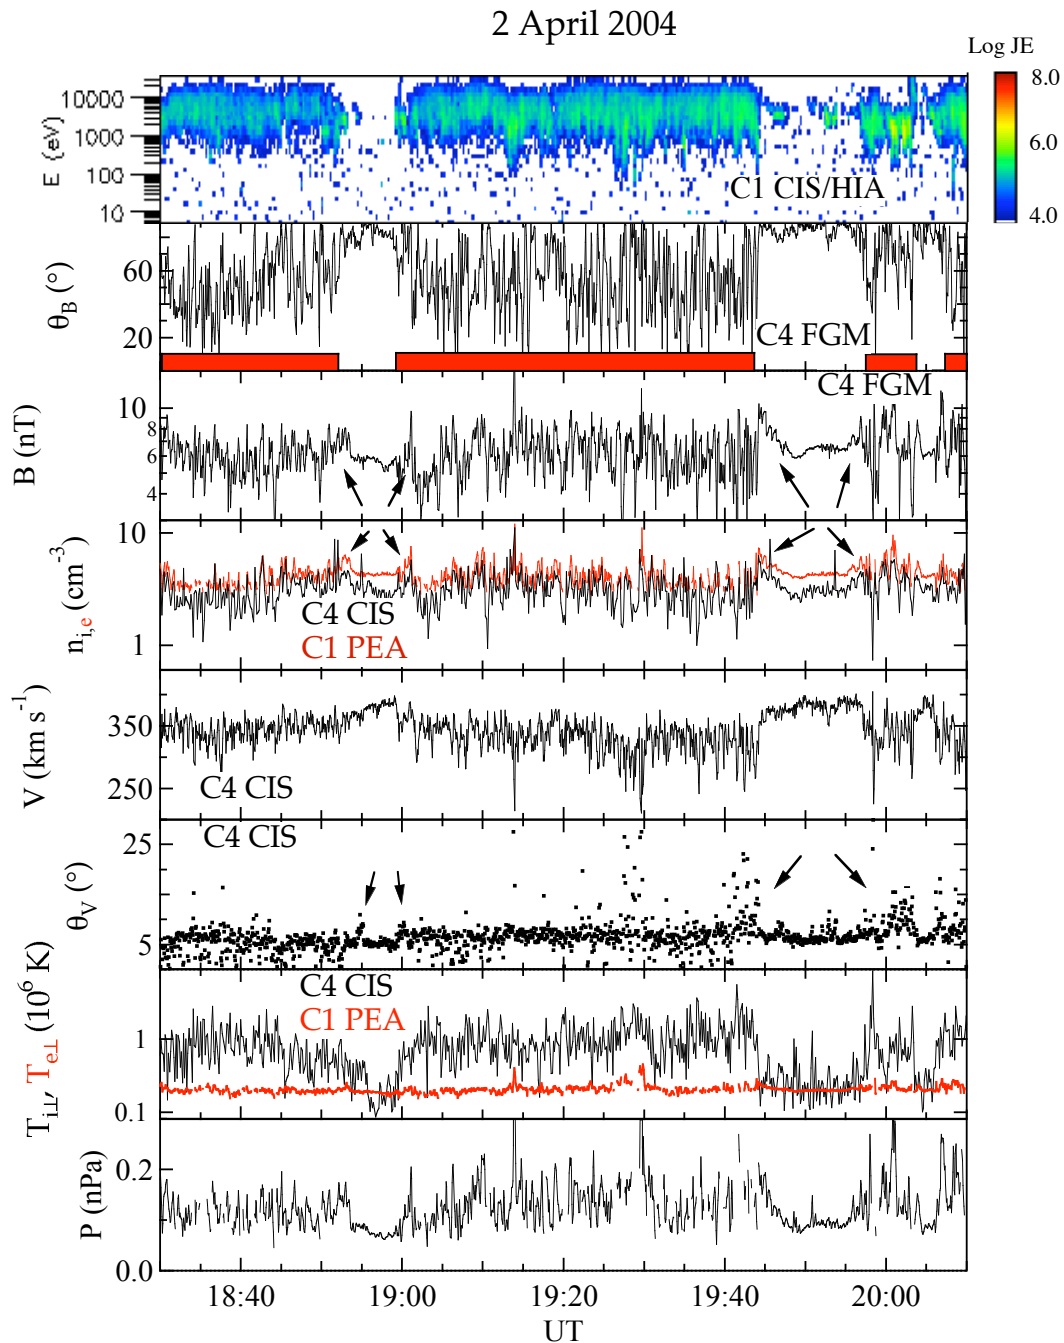 2 April 2004
Log JE
8.0
6.0
4.0
E {eV}
10000
1000
100
10
C1 CIS/HIA
θB (°)
60
20
C4 FGM
C4 FGM
B (nT)
10
8
6
4
ni,e (cm-3)
10
1
C4 CIS
C1 PEA
V (km s-1)
350
250
C4 CIS
C4 CIS
θV (°)
25
5
Ti⊥, Te⊥ (10^6 K)
C4 CIS
C1 PEA
1
0.1
P (nPa)
0.2
0.0
18:40 19:00 19:20 19:40 20:00
UT